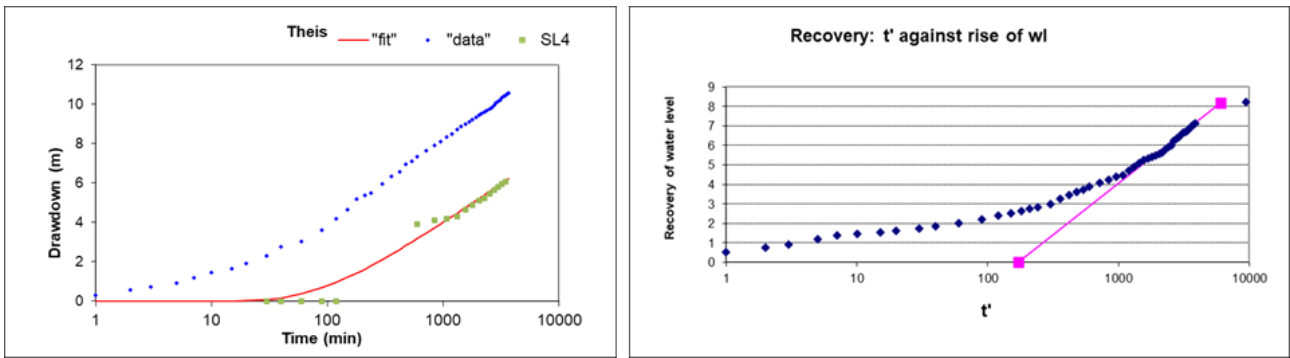 Theis "fit" "data" SL4
Drawdown (m)
12
10
8
6
4
2
0
1 10 100 1000 10000
Time (min)
Recovery: t' against rise of wl
Recovery of water level
9
8
7
6
5
4
3
2
1
0
1 10 100 1000 10000
t'